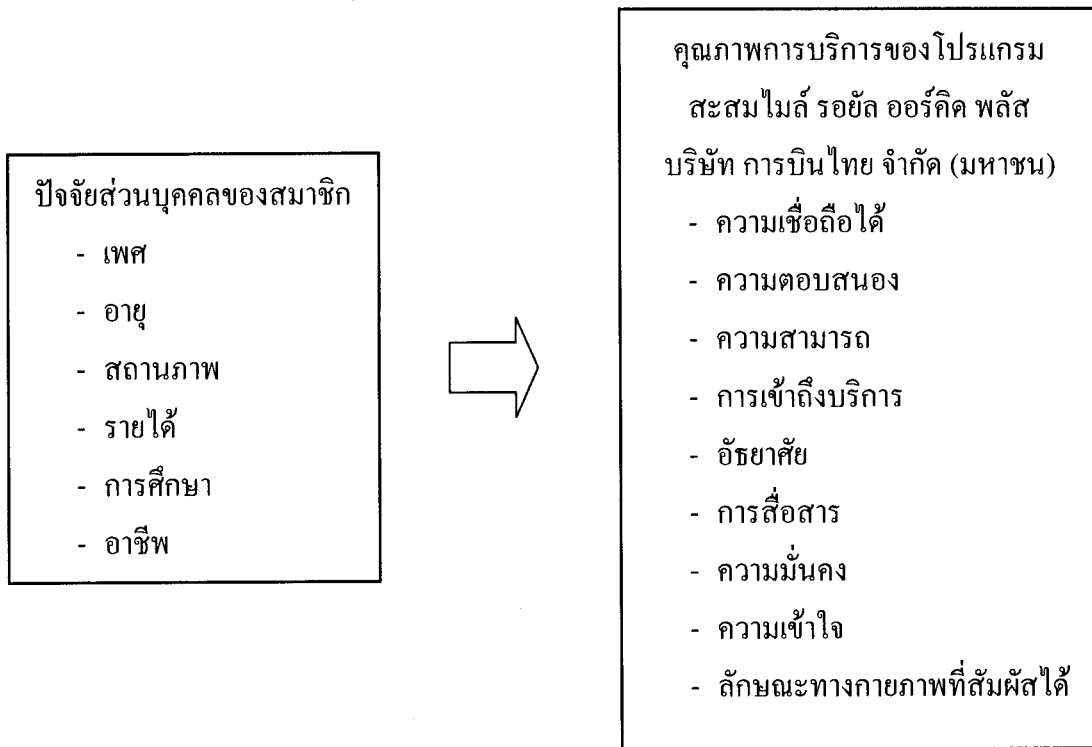 ปัจจัยส่วนบุคคลของสมาชิก
- เพศ
- อายุ
- สถานภาพ
- รายได้
- การศึกษา
- อาชีพ
คุณภาพการบริการของโปรแกรม
สะสมไมล์ รอยัล ออร์คิด พลัส
บริษัท การบินไทย จำกัด (มหาชน)
- ความเชื่อถือได้
- ความตอบสนอง
- ความสามารถ
- การเข้าถึงบริการ
- อัธยาศัย
- การสื่อสาร
- ความมั่นคง
- ความเข้าใจ
- ลักษณะทางกายภาพที่สัมผัสได้